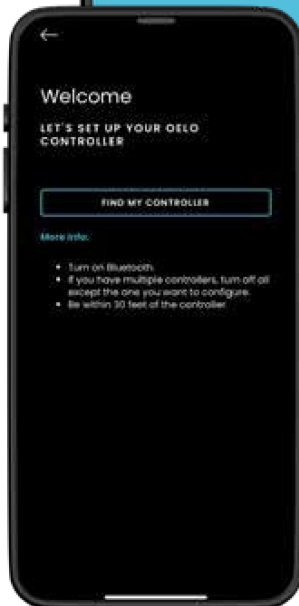 Welcome
LET'S SET UP YOUR OELO
CONTROLLER
FIND MY CONTROLLER
More info:
• Turn on Bluetooth.
• If you have multiple controllers, turn off all
except the one you want to configure.
• Be within 30 feet of the controller.